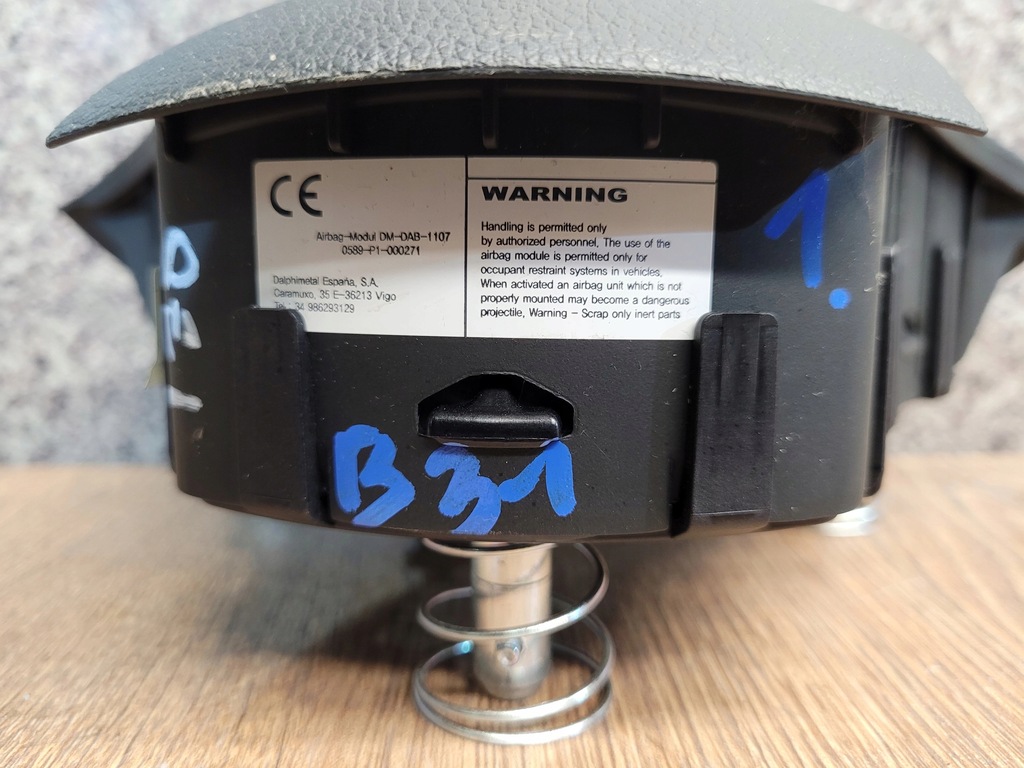 CE
Airbag-Modul DM-DAB-1107
0589-P1-000271
Dalphimetal España, S.A.
Caramuxo, 35 E-36213 Vigo
Tel.: 34 986293129
WARNING
Handling is permitted only
by authorized personnel, The use of the
airbag module is permitted only for
occupant restraint systems in vehicles,
When activated an airbag unit which is not
properly mounted may become a dangerous
projectile, Warning - Scrap only inert parts
1.
B31